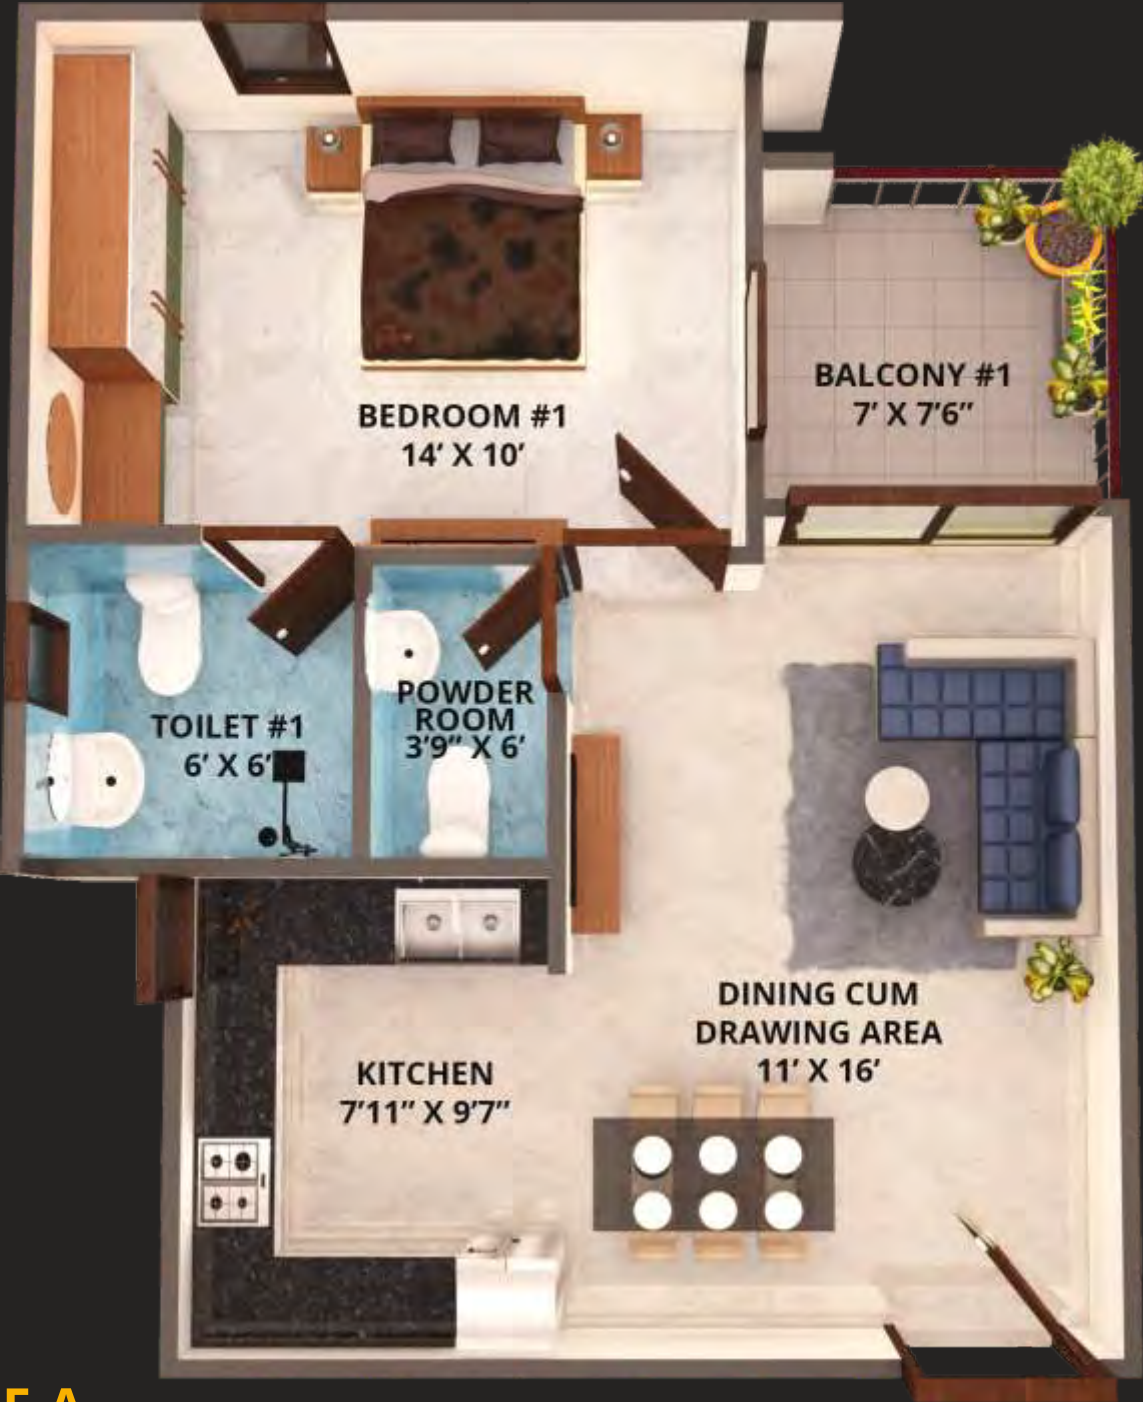 BEDROOM #1
14’ X 10’
BALCONY #1
7’ X 7’6”
TOILET #1
6’ X 6’
POWDER
ROOM
3’9” X 6’
DINING CUM
DRAWING AREA
11’ X 16’
KITCHEN
7’11” X 9’7”